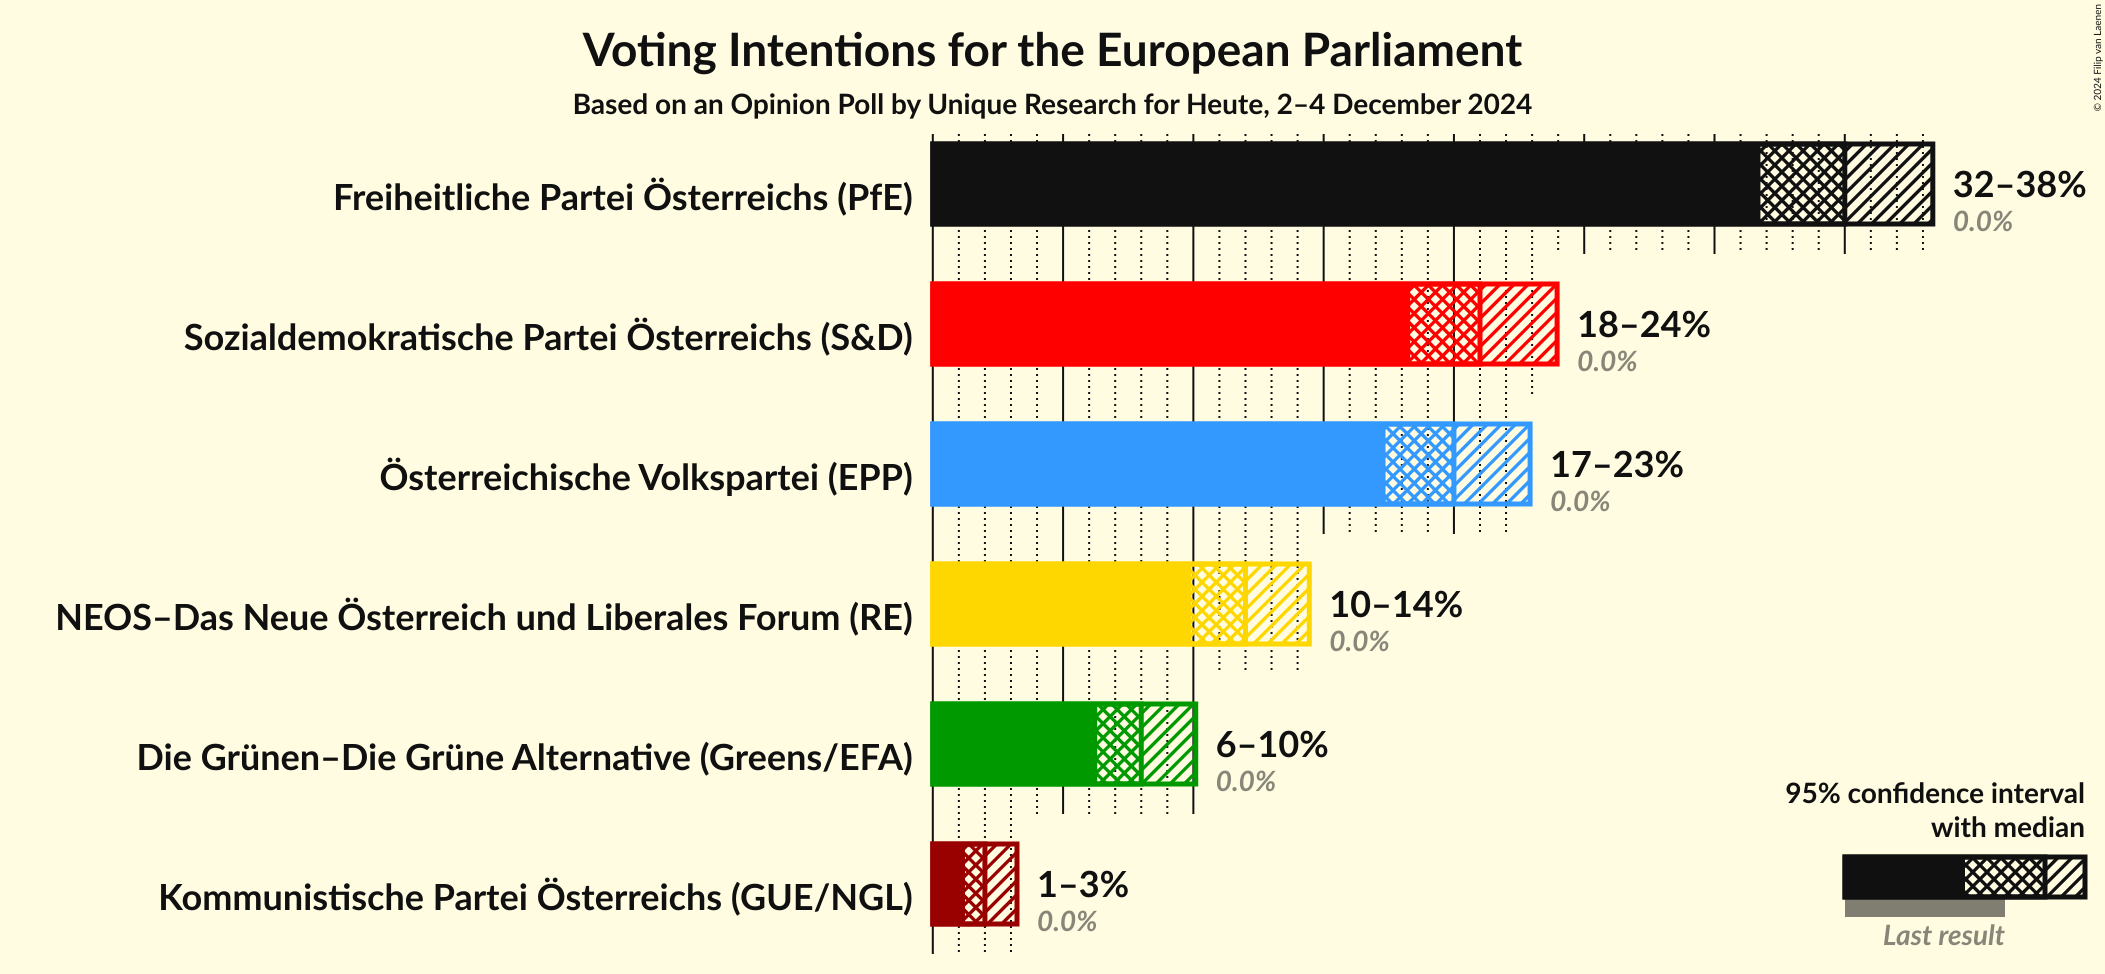 Voting Intentions for the European Parliament
Based on an Opinion Poll by Unique Research for Heute, 2–4 December 2024
© 2024 Filip van Laenen
Freiheitliche Partei Österreichs (PfE)
32–38%
0.0%
Sozialdemokratische Partei Österreichs (S&D)
18–24%
0.0%
Österreichische Volkspartei (EPP)
17–23%
0.0%
NEOS–Das Neue Österreich und Liberales Forum (RE)
10–14%
0.0%
Die Grünen–Die Grüne Alternative (Greens/EFA)
6–10%
0.0%
Kommunistische Partei Österreichs (GUE/NGL)
1–3%
0.0%
95% confidence interval
with median
Last result